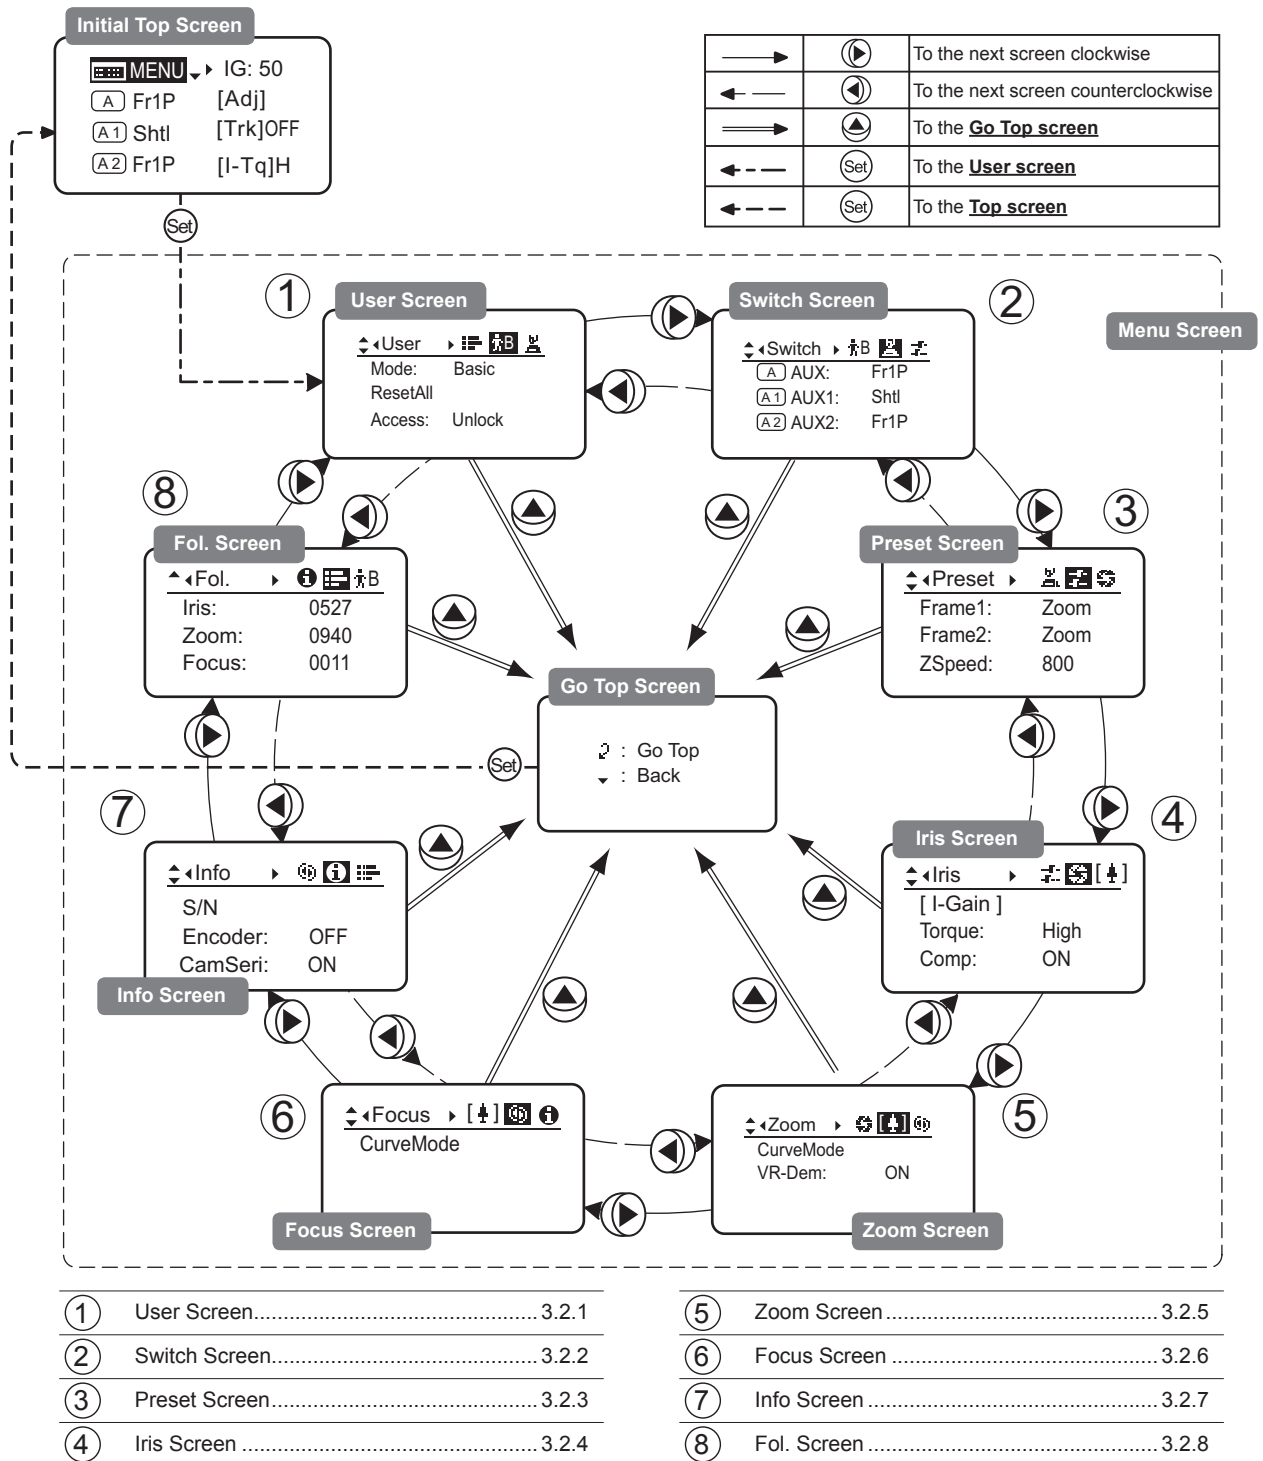 Initial Top Screen
MENU IG: 50
A Fr1P [Adj]
A1 Shtl [Trk]OFF
A2 Fr1P [I-Tq]H
Set
To the next screen clockwise
To the next screen counterclockwise
To the Go Top screen
Set To the User screen
Set To the Top screen
Menu Screen
1
User Screen
User B
Mode: Basic
ResetAll
Access: Unlock
2
Switch Screen
Switch B
A AUX: Fr1P
A1 AUX1: Shtl
A2 AUX2: Fr1P
8
Fol. Screen
Fol. B
Iris: 0527
Zoom: 0940
Focus: 0011
3
Preset Screen
Preset
Frame1: Zoom
Frame2: Zoom
ZSpeed: 800
Go Top Screen
: Go Top
: Back
Set
7
Info
S/N
Encoder: OFF
CamSeri: ON
Info Screen
4
Iris Screen
Iris [ ]
[ I-Gain ]
Torque: High
Comp: ON
6
Focus [ ]
CurveMode
Focus Screen
5
Zoom [ ]
CurveMode
VR-Dem: ON
Zoom Screen
1 User Screen................................................ 3.2.1
2 Switch Screen............................................. 3.2.2
3 Preset Screen............................................. 3.2.3
4 Iris Screen .................................................. 3.2.4
5 Zoom Screen .............................................. 3.2.5
6 Focus Screen ............................................. 3.2.6
7 Info Screen ................................................. 3.2.7
8 Fol. Screen ................................................. 3.2.8